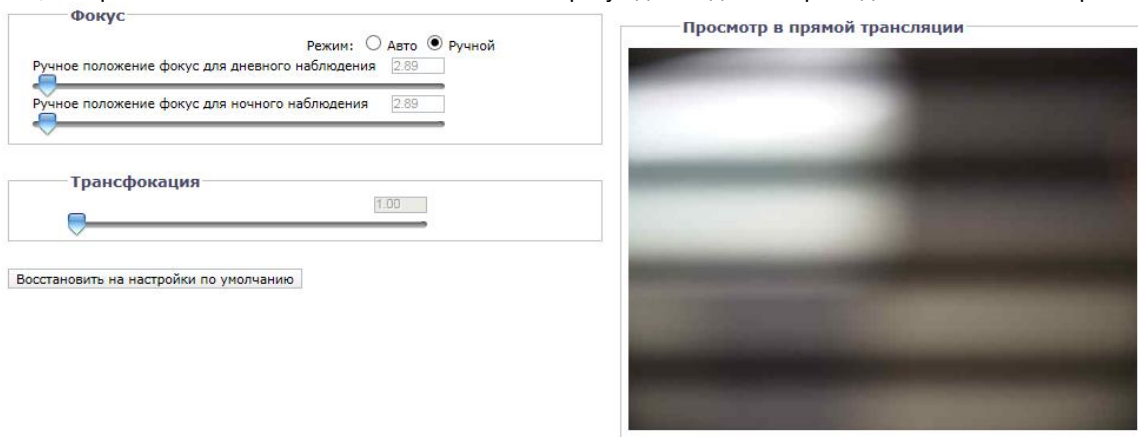 Фокус
Режим: Авто Ручной
Ручное положение фокус для дневного наблюдения 2.89
Ручное положение фокус для ночного наблюдения 2.89
Трансфокация
1.00
Восстановить на настройки по умолчанию
Просмотр в прямой трансляции